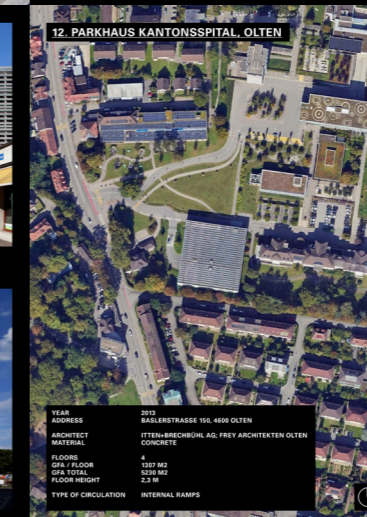 12. PARKHAUS KANTONSSPITAL, OLTEN
YEAR 2013
ADDRESS BASLERSTRASSE 150, 4600 OLTEN
ARCHITECT ITTEN+BRECHBÜHL AG; FREY ARCHITEKTEN OLTEN
MATERIAL CONCRETE
FLOORS 4
GFA / FLOOR 1307 M2
GFA TOTAL 5230 M2
FLOOR HEIGHT 2,3 M
TYPE OF CIRCULATION INTERNAL RAMPS